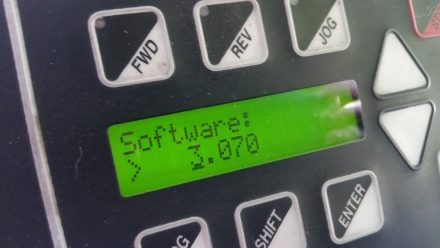 FWD
REV
JOG
Software:
> 3.070
SHIFT
ENTER